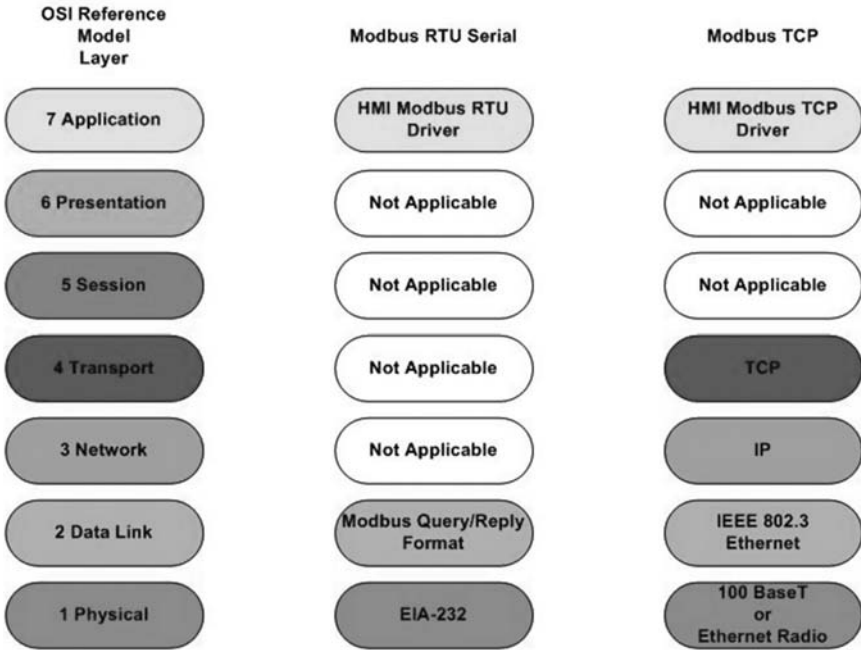 OSI Reference
Model
Layer
Modbus RTU Serial
Modbus TCP
7 Application
HMI Modbus RTU
Driver
HMI Modbus TCP
Driver
6 Presentation
Not Applicable
Not Applicable
5 Session
Not Applicable
Not Applicable
4 Transport
Not Applicable
TCP
3 Network
Not Applicable
IP
2 Data Link
Modbus Query/Reply
Format
IEEE 802.3
Ethernet
1 Physical
EIA-232
100 BaseT
or
Ethernet Radio